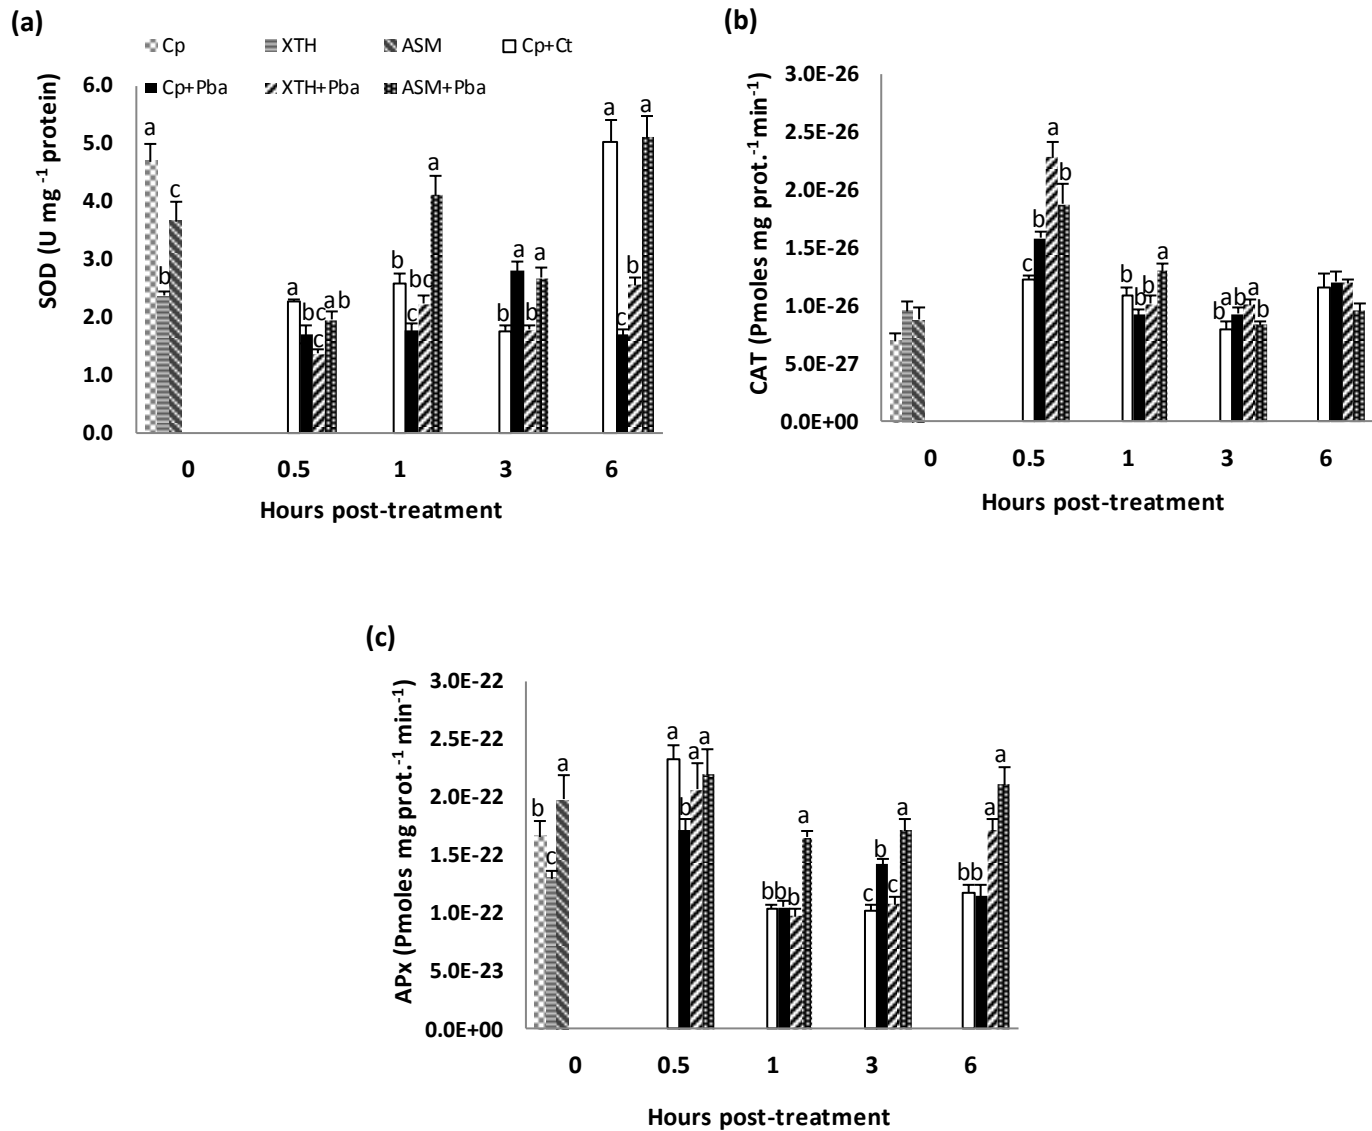 (a)
Cp XTH ASM Cp+Ct
Cp+Pba XTH+Pba ASM+Pba
SOD (U mg -1 protein)
6.0
5.0
4.0
3.0
2.0
1.0
0.0
a b c
a bc c ab
b c bc a
b a b a
a c b a
0 0.5 1 3 6
Hours post-treatment
(b)
CAT (Pmoles mg prot.-1 min-1)
3.0E-26
2.5E-26
2.0E-26
1.5E-26
1.0E-26
5.0E-27
0.0E+00
c b a b
b b b a
b ab a b
0 0.5 1 3 6
Hours post-treatment
(c)
APx (Pmoles mg prot.-1 min-1)
3.0E-22
2.5E-22
2.0E-22
1.5E-22
1.0E-22
5.0E-23
0.0E+00
b c a
a b a a
b b b a
c b c a
b b a a
0 0.5 1 3 6
Hours post-treatment